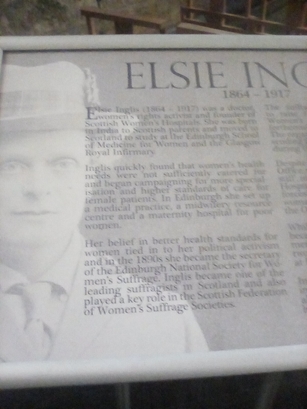 ELSIE ING
1864 – 1917
Elsie Inglis (1864 – 1917) was a doctor,
women's rights activist and founder of
Scottish Women's Hospitals. She was born
in India to Scottish parents and moved to
Scotland to study at the Edinburgh School
of Medicine for Women and the Glasgow
Royal Infirmary.
Inglis quickly found that women's health
needs were not sufficiently catered for
and began campaigning for more special-
isation and higher standards of care for
female patients. In Edinburgh she set up
a medical practice, a midwifery resource
centre and a maternity hospital for poor
women.
Her belief in better health standards for
women tied in to her political activism
and in the 1890s she became the secretary
of the Edinburgh National Society for Wo-
men's Suffrage. Inglis became one of the
leading suffragists in Scotland and also
played a key role in the Scottish Federation
of Women's Suffrage Societies.